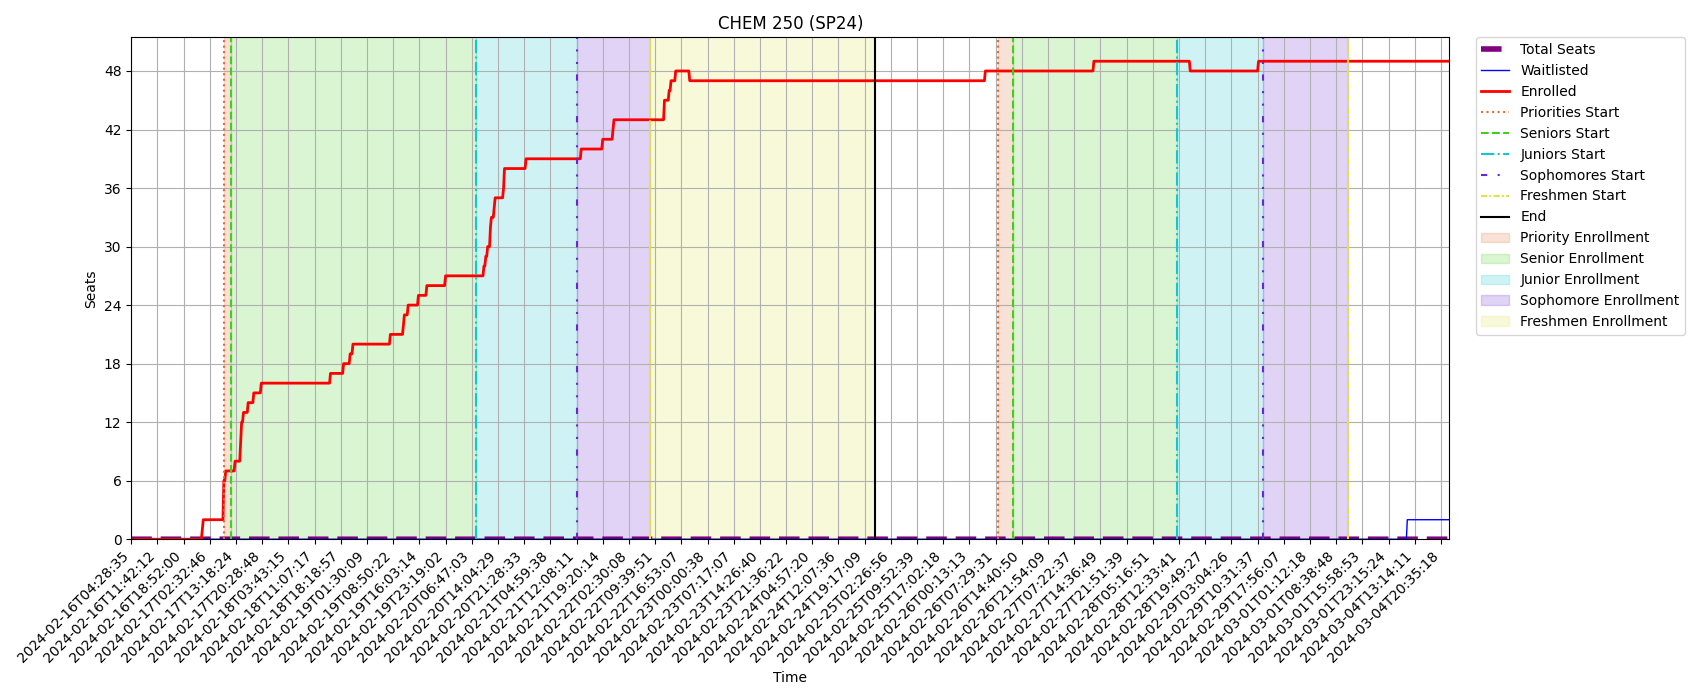 CHEM 250 (SP24)
Seats
48
42
36
30
24
18
12
6
0
2024-02-16T04:28:35
2024-02-16T11:42:12
2024-02-16T18:52:00
2024-02-17T02:32:46
2024-02-17T13:18:24
2024-02-17T20:28:48
2024-02-18T03:43:15
2024-02-18T11:07:17
2024-02-18T18:18:57
2024-02-19T01:30:09
2024-02-19T08:50:22
2024-02-19T16:03:14
2024-02-19T23:19:02
2024-02-20T06:47:03
2024-02-20T14:04:29
2024-02-20T21:28:33
2024-02-21T04:59:38
2024-02-21T12:08:11
2024-02-21T19:20:14
2024-02-22T02:30:08
2024-02-22T09:39:51
2024-02-22T16:53:07
2024-02-23T00:00:38
2024-02-23T07:17:07
2024-02-23T14:26:40
2024-02-23T21:36:22
2024-02-24T04:57:20
2024-02-24T12:07:36
2024-02-24T19:17:09
2024-02-25T02:26:56
2024-02-25T09:52:39
2024-02-25T17:02:18
2024-02-26T00:13:13
2024-02-26T07:29:31
2024-02-26T14:40:50
2024-02-26T21:54:09
2024-02-27T07:22:37
2024-02-27T14:36:49
2024-02-27T21:51:39
2024-02-28T05:16:51
2024-02-28T12:33:41
2024-02-28T19:49:27
2024-02-29T03:04:26
2024-02-29T10:31:37
2024-02-29T17:56:07
2024-03-01T01:12:18
2024-03-01T08:38:48
2024-03-01T15:58:53
2024-03-01T23:15:24
2024-03-04T13:14:11
2024-03-04T20:35:18
Time
Total Seats
Waitlisted
Enrolled
Priorities Start
Seniors Start
Juniors Start
Sophomores Start
Freshmen Start
End
Priority Enrollment
Senior Enrollment
Junior Enrollment
Sophomore Enrollment
Freshmen Enrollment